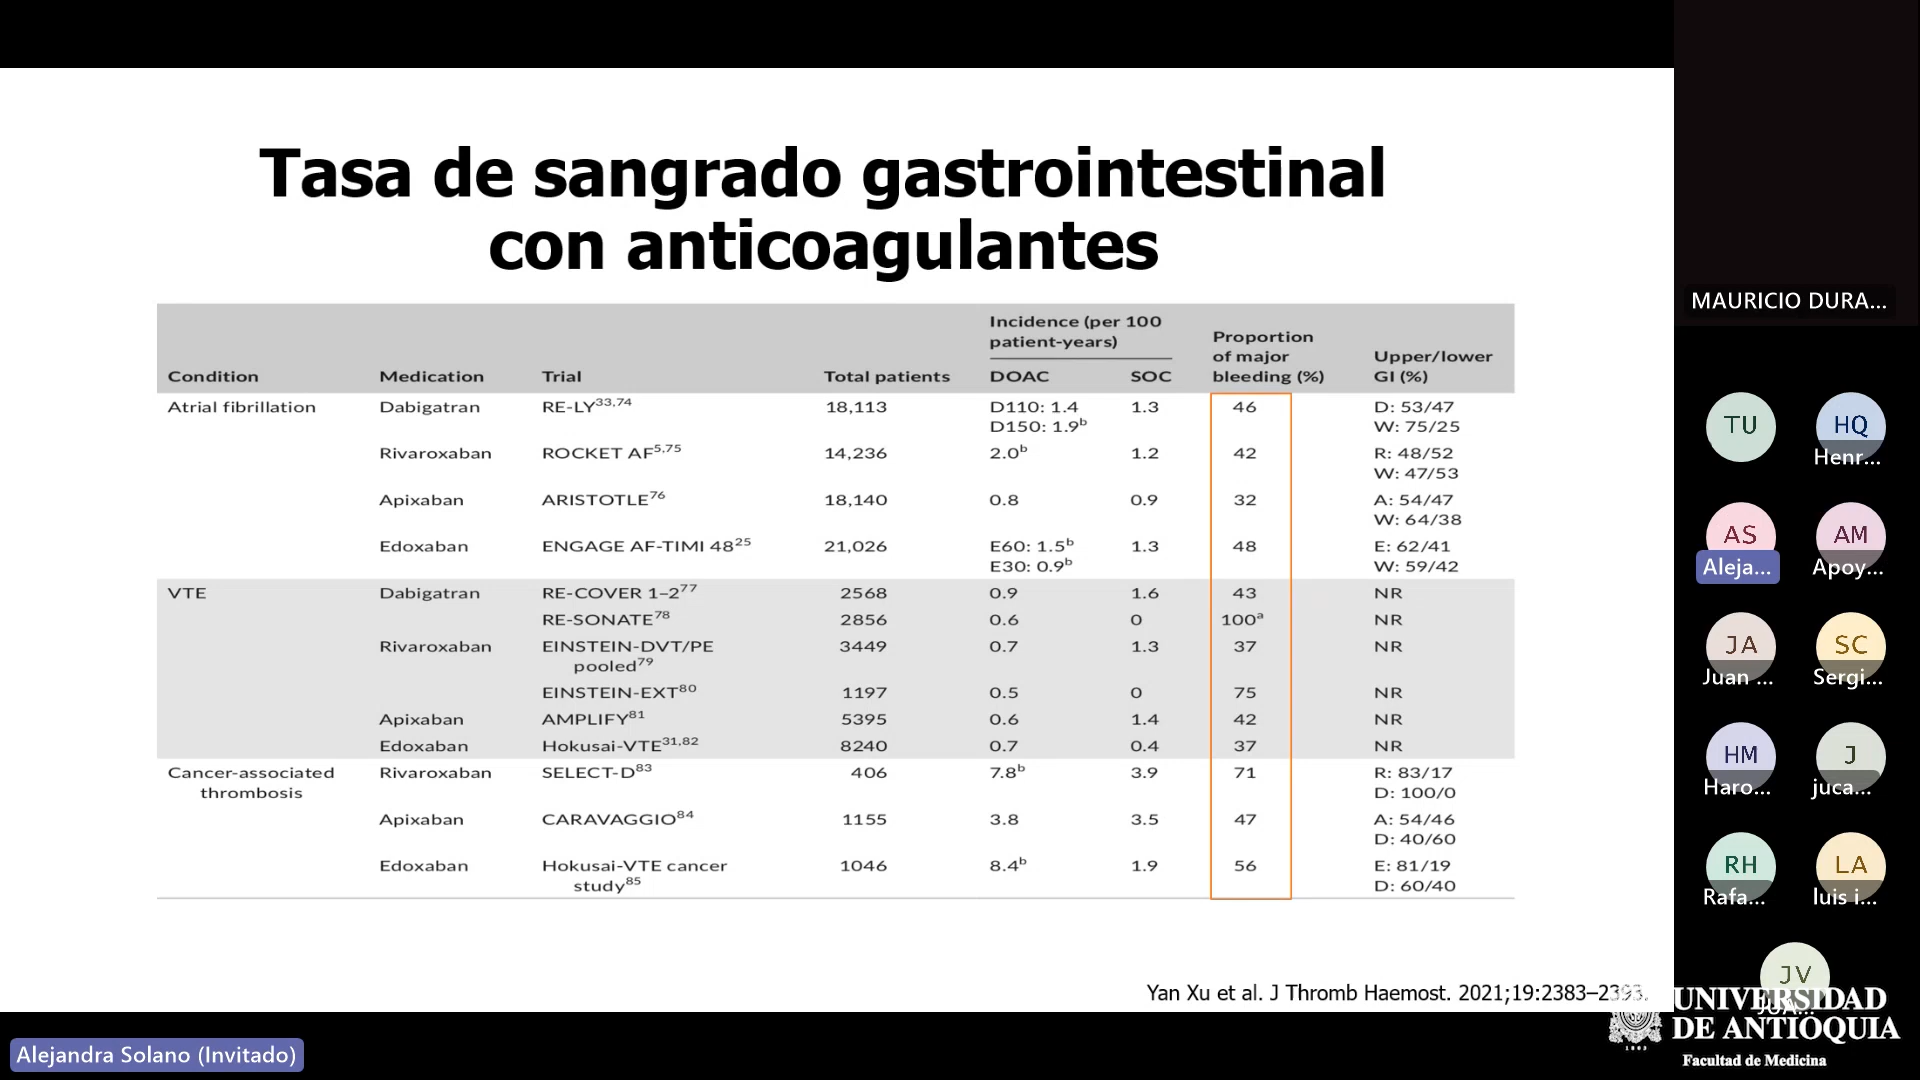 Tasa de sangrado gastrointestinal
con anticoagulantes
Incidence (per 100 patient-years) Proportion of major bleeding (%) Upper/lower GI (%)
Condition Medication Trial Total patients DOAC SOC
Atrial fibrillation Dabigatran RE-LY33,74 18,113 D110: 1.4 1.3 46 D: 53/47
D150: 1.9b W: 75/25
Rivaroxaban ROCKET AF5,75 14,236 2.0b 1.2 42 R: 48/52
W: 47/53
Apixaban ARISTOTLE76 18,140 0.8 0.9 32 A: 54/47
W: 64/38
Edoxaban ENGAGE AF-TIMI 4825 21,026 E60: 1.5b 1.3 48 E: 62/41
E30: 0.9b W: 59/42
VTE Dabigatran RE-COVER 1–277 2568 0.9 1.6 43 NR
RE-SONATE78 2856 0.6 0 100a NR
Rivaroxaban EINSTEIN-DVT/PE 3449 0.7 1.3 37 NR
pooled79
EINSTEIN-EXT80 1197 0.5 0 75 NR
Apixaban AMPLIFY81 5395 0.6 1.4 42 NR
Edoxaban Hokusai-VTE31,82 8240 0.7 0.4 37 NR
Cancer-associated Rivaroxaban SELECT-D83 406 7.8b 3.9 71 R: 83/17
thrombosis D: 100/0
Apixaban CARAVAGGIO84 1155 3.8 3.5 47 A: 54/46
D: 40/60
Edoxaban Hokusai-VTE cancer 1046 8.4b 1.9 56 E: 81/19
study85 D: 60/40
Yan Xu et al. J Thromb Haemost. 2021;19:2383–2393.
MAURICIO DURA...
TU HQ
Henr...
AS AM
Aleja... Apoy...
JA SC
Juan ... Sergi...
HM J
Haro... juca...
RH LA
Rafa... luis i...
JV
UNIVERSIDAD
DE ANTIOQUIA
1803
Facultad de Medicina
Alejandra Solano (Invitado)